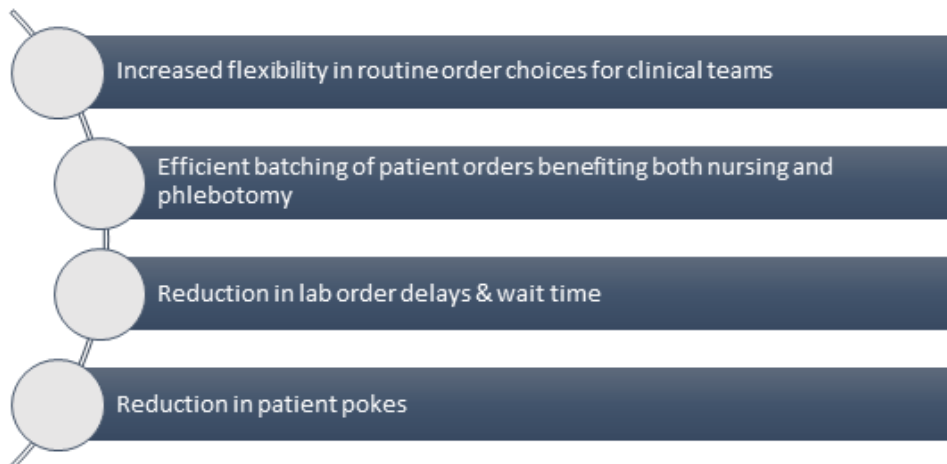 Increased flexibility in routine order choices for clinical teams
Efficient batching of patient orders benefiting both nursing and
phlebotomy
Reduction in lab order delays & wait time
Reduction in patient pokes